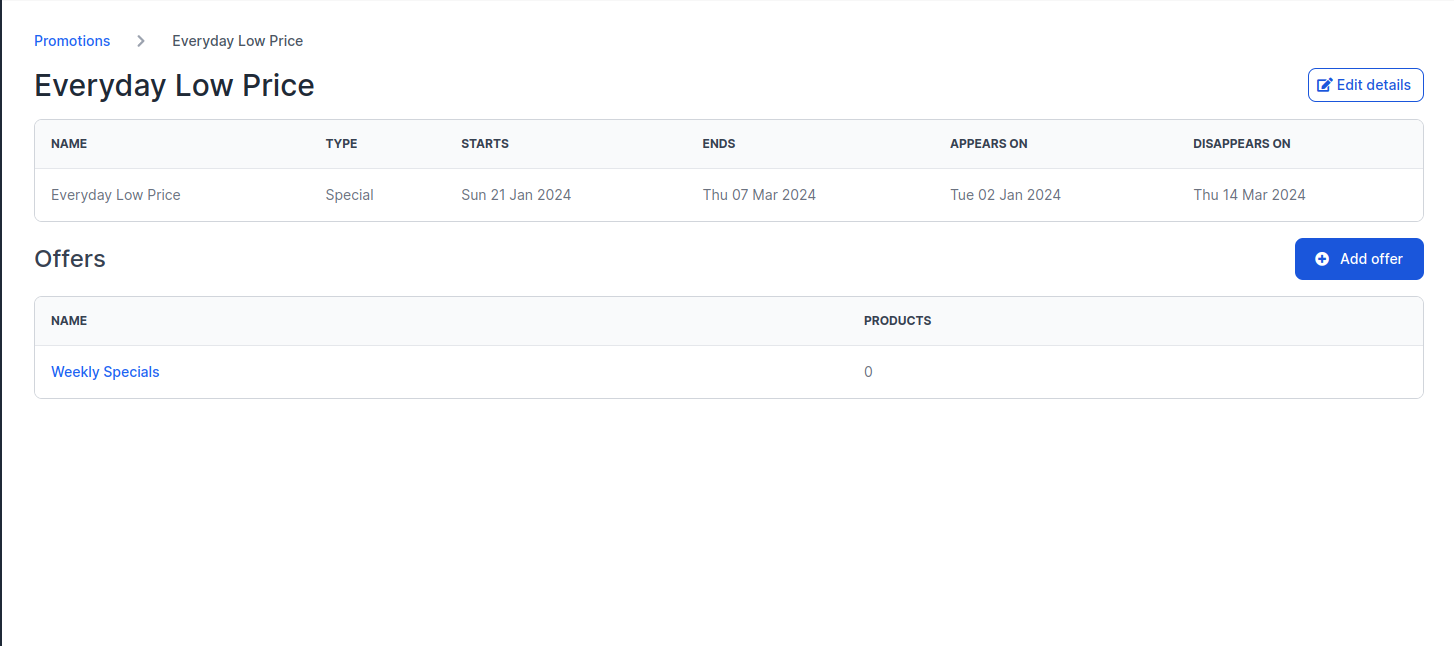 Promotions Everyday Low Price
Everyday Low Price
Edit details
NAME TYPE STARTS ENDS APPEARS ON DISAPPEARS ON
Everyday Low Price Special Sun 21 Jan 2024 Thu 07 Mar 2024 Tue 02 Jan 2024 Thu 14 Mar 2024
Offers
Add offer
NAME PRODUCTS
Weekly Specials 0